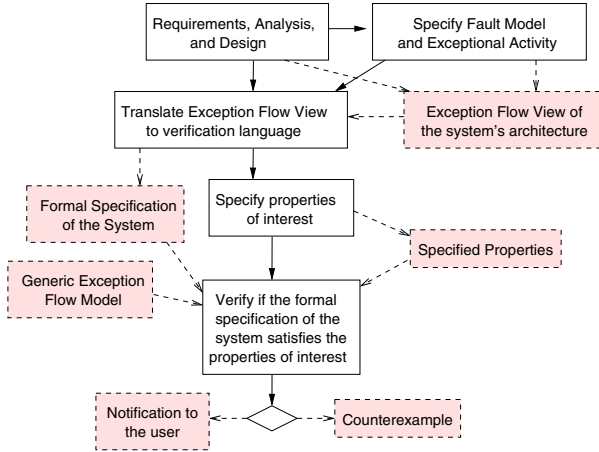 Requirements, Analysis,
and Design
Specify Fault Model
and Exceptional Activity
Translate Exception Flow View
to verification language
Exception Flow View of
the system's architecture
Formal Specification
of the System
Specify properties
of interest
Specified Properties
Generic Exception
Flow Model
Verify if the formal
specification of the
system satisfies the
properties of interest
Notification to
the user
Counterexample